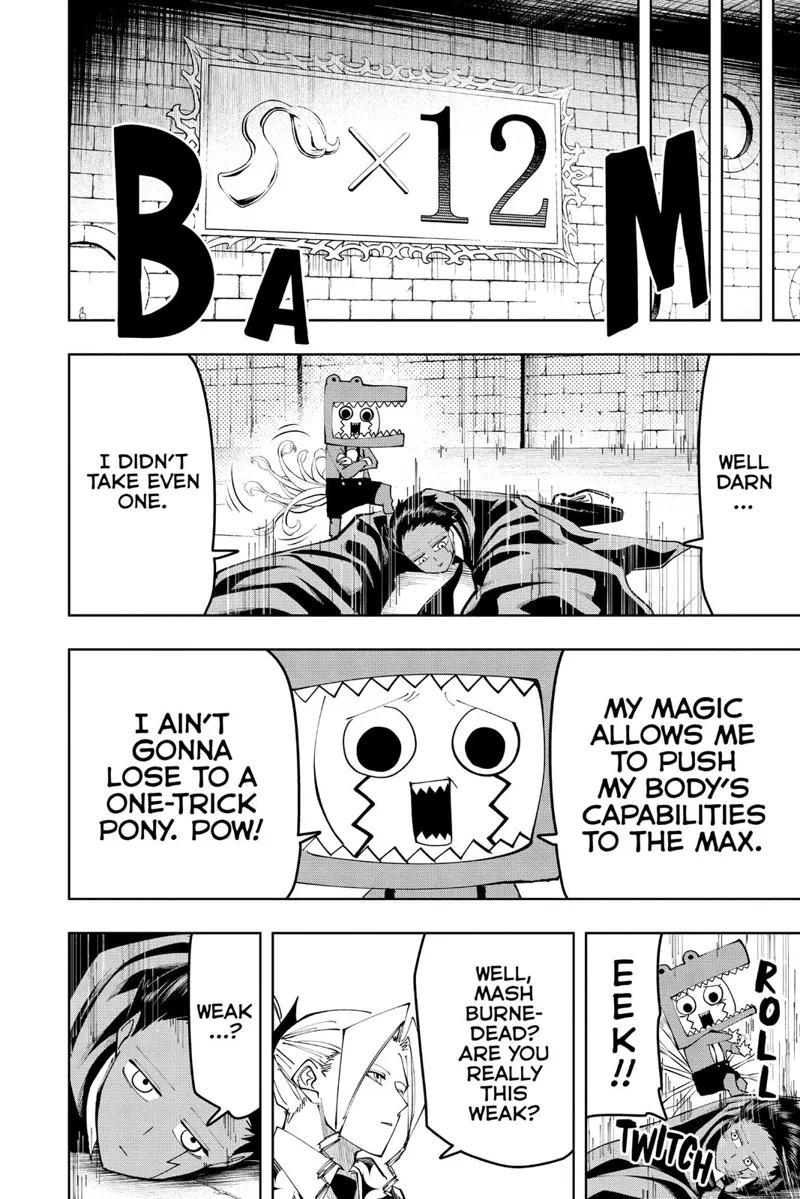 ×12
BAM
WELL
DARN
...
I DIDN'T
TAKE EVEN
ONE.
MY MAGIC
ALLOWS ME
TO PUSH
MY BODY'S
CAPABILITIES
TO THE MAX.
I AIN'T
GONNA
LOSE TO A
ONE-TRICK
PONY. POW!
ROLL
EEK!!
TWITCH
WELL,
MASH
BURNE-
DEAD?
ARE YOU
REALLY
THIS
WEAK?
WEAK
...?